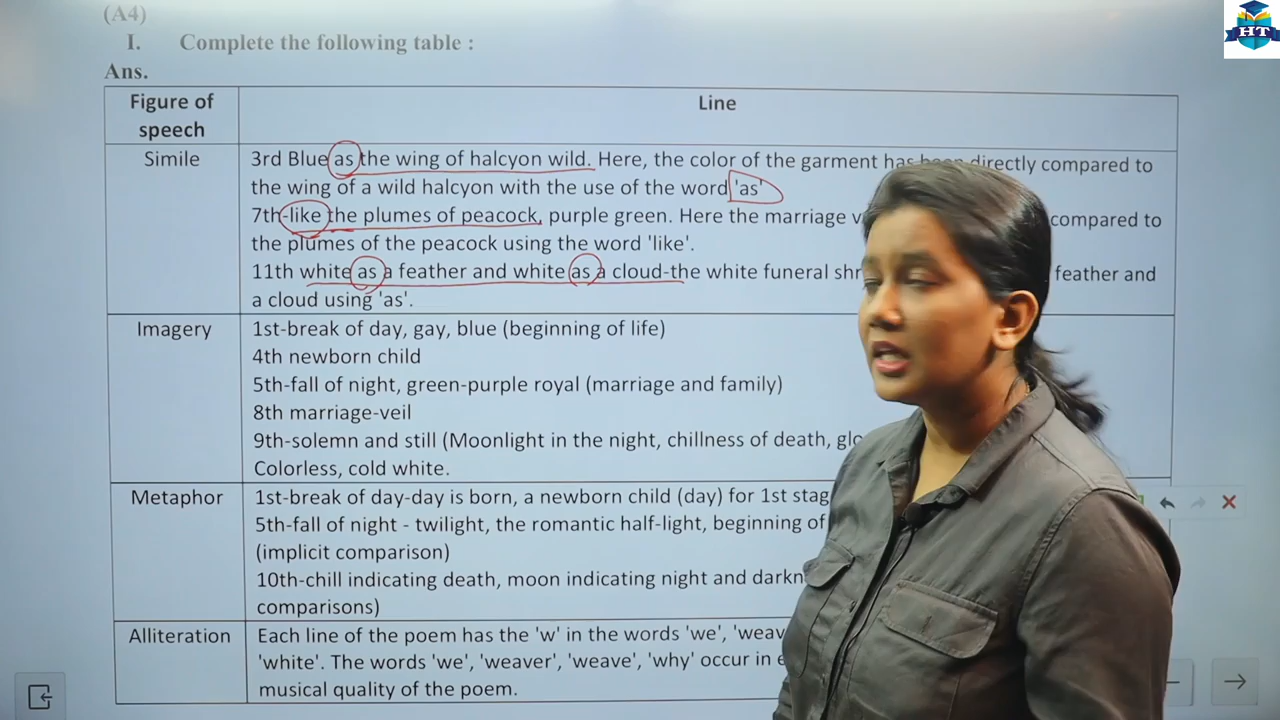 (A4)
I. Complete the following table :
Ans.
Figure of speech
Line
Simile
3rd Blue as the wing of halcyon wild. Here, the color of the garment has been directly compared to
the wing of a wild halcyon with the use of the word 'as'
7th-like the plumes of peacock, purple green. Here the marriage compared to
the plumes of the peacock using the word 'like'.
11th white as a feather and white as a cloud-the white funeral feather and
a cloud using 'as'.
Imagery
1st-break of day, gay, blue (beginning of life)
4th newborn child
5th-fall of night, green-purple royal (marriage and family)
8th marriage-veil
9th-solemn and still (Moonlight in the night, chillness of death,
Colorless, cold white.
Metaphor
1st-break of day-day is born, a newborn child (day) for 1st
5th-fall of night - twilight, the romantic half-light, beginning of
(implicit comparison)
10th-chill indicating death, moon indicating night and
comparisons)
Alliteration
Each line of the poem has the 'w' in the words 'we',
'white'. The words 'we', 'weaver', 'weave', 'why' occur in
musical quality of the poem.
HT